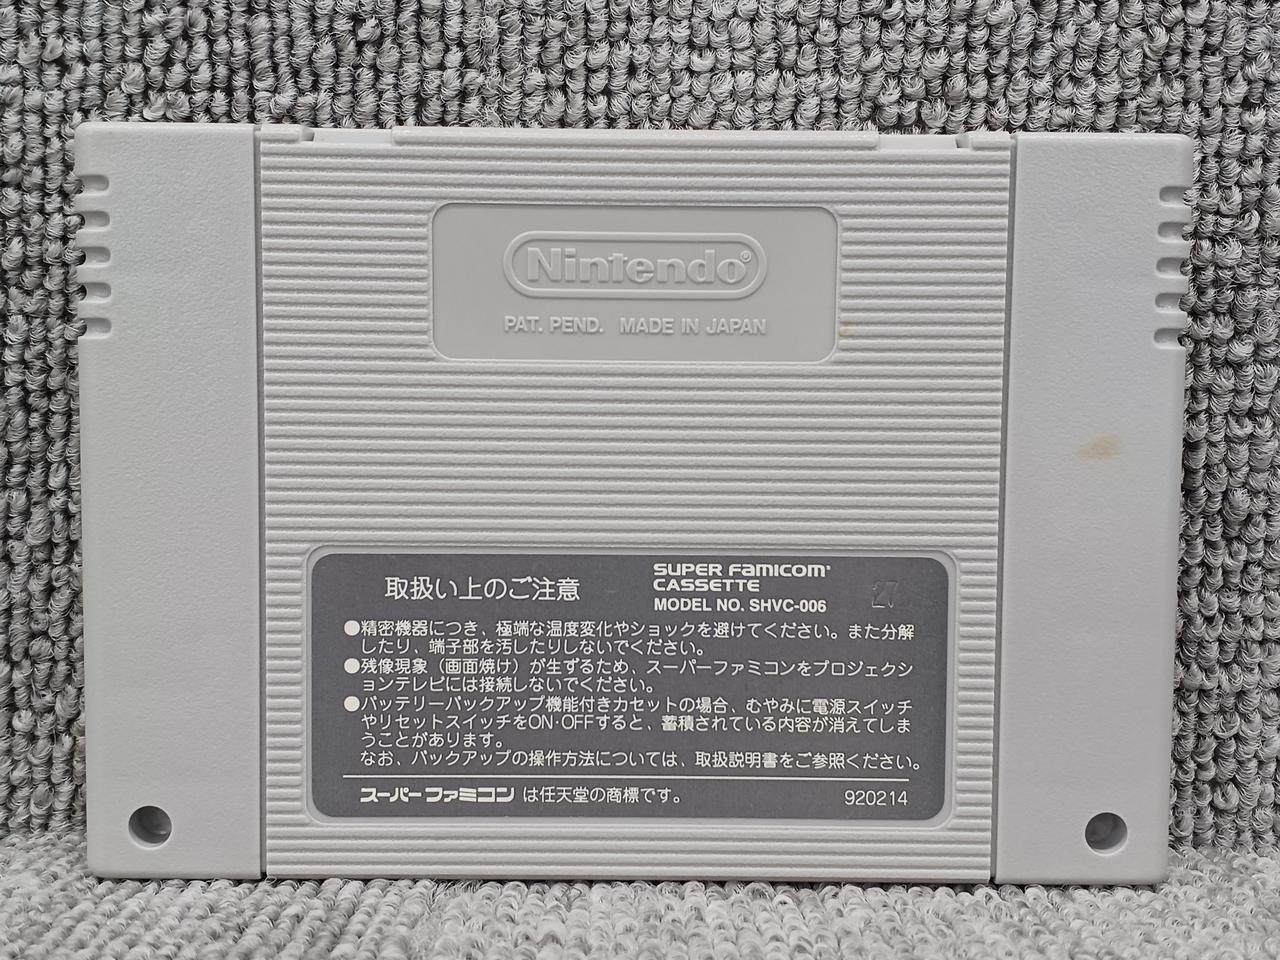 Nintendo®
PAT. PEND. MADE IN JAPAN
取扱い上のご注意
SUPER FAMICOM®
CASSETTE
MODEL NO. SHVC-006
27
●精密機器につき、極端な温度変化やショックを避けてください。また分解
したり、端子部を汚したりしないでください。
●残像現象（画面焼け）が生ずるため、スーパーファミコンをプロジェクシ
ョンテレビには接続しないでください。
●バッテリーバックアップ機能付きカセットの場合、むやみに電源スイッチ
やリセットスイッチをON·OFFすると、蓄積されている内容が消えてしま
うことがあります。
なお、バックアップの操作方法については、取扱説明書をご参照ください。
スーパーファミコンは任天堂の商標です。
920214